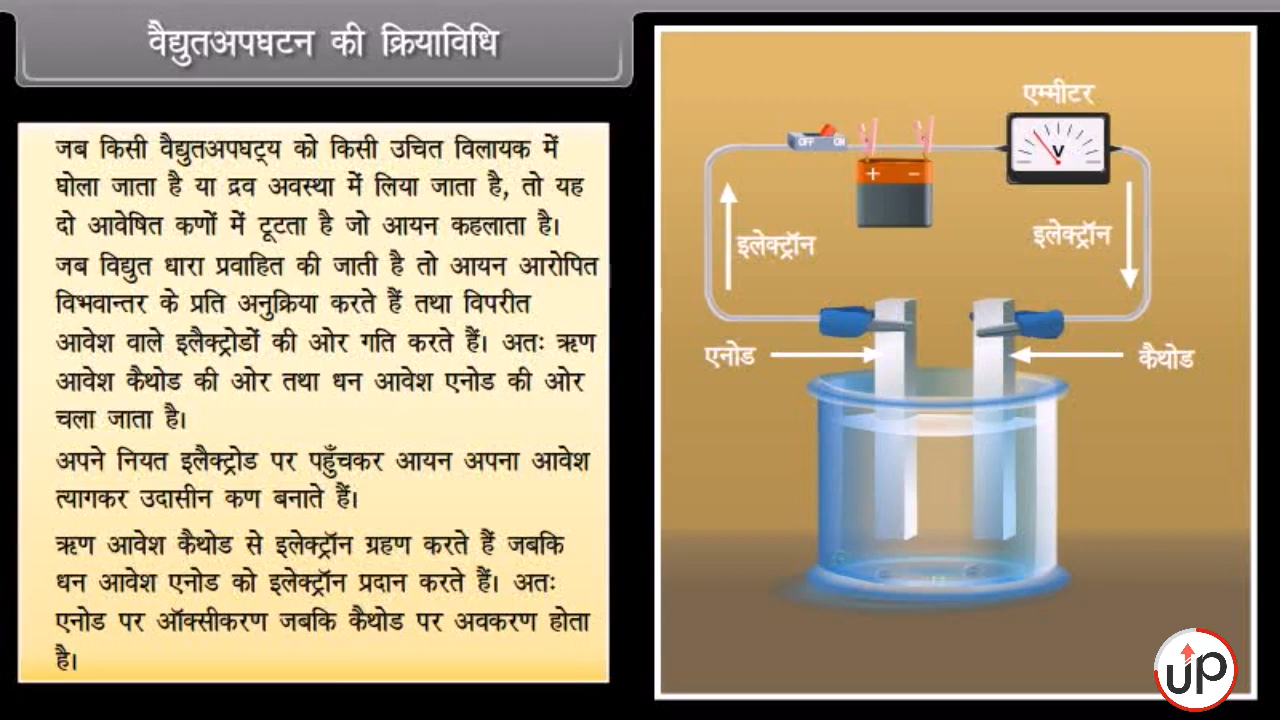 वैद्युतअपघटन की क्रियाविधि
जब किसी वैद्युतअपघट्य को किसी उचित विलायक में
घोला जाता है या द्रव अवस्था में लिया जाता है, तो यह
दो आवेषित कणों में टूटता है जो आयन कहलाता है।
जब विद्युत धारा प्रवाहित की जाती है तो आयन आरोपित
विभवान्तर के प्रति अनुक्रिया करते हैं तथा विपरीत
आवेश वाले इलैक्ट्रोडों की ओर गति करते हैं। अतः ऋण
आवेश कैथोड की ओर तथा धन आवेश एनोड की ओर
चला जाता है।
अपने नियत इलैक्ट्रोड पर पहुँचकर आयन अपना आवेश
त्यागकर उदासीन कण बनाते हैं।
ऋण आवेश कैथोड से इलेक्ट्रॉन ग्रहण करते हैं जबकि
धन आवेश एनोड को इलेक्ट्रॉन प्रदान करते हैं। अतः
एनोड पर ऑक्सीकरण जबकि कैथोड पर अवकरण होता
है।
एम्मीटर
OFF ON
V
+ −
इलेक्ट्रॉन
इलेक्ट्रॉन
एनोड
कैथोड
UP